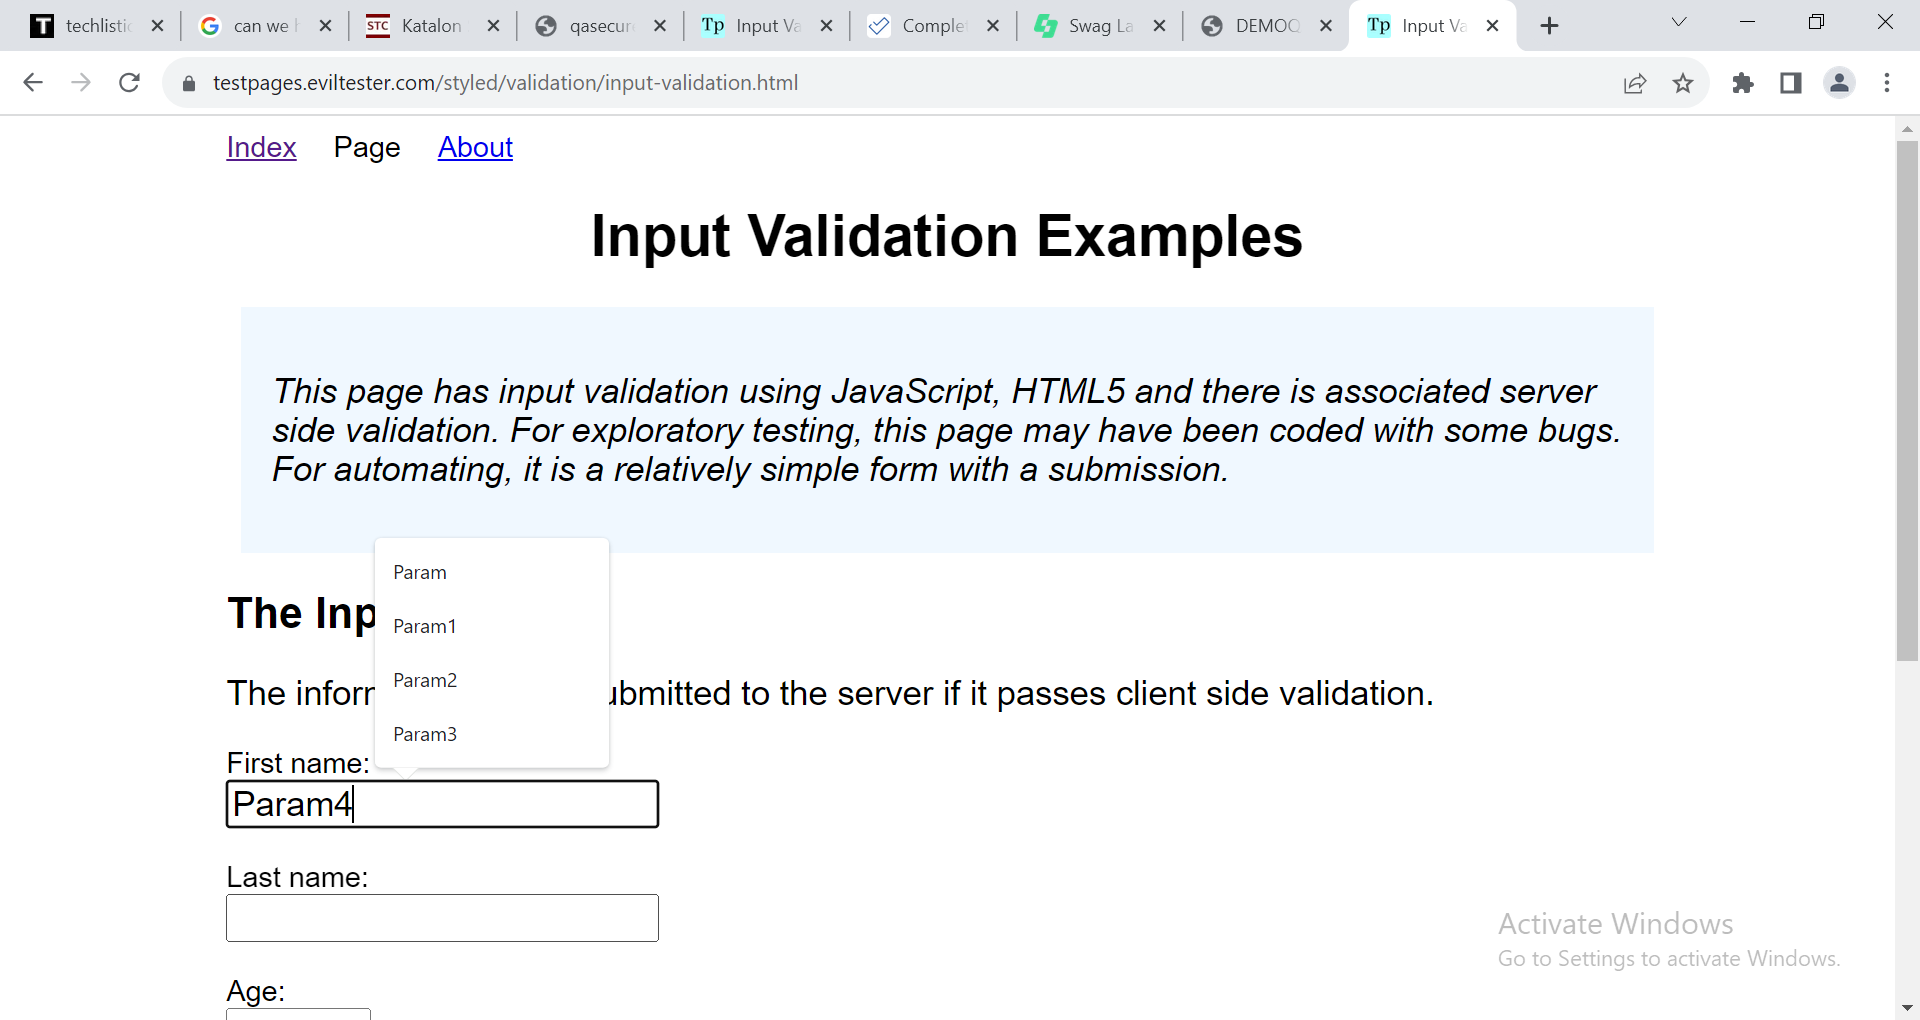 techlistic
can we h
STC Katalon
qasecure
Tp Input Va
Complet
Swag La
DEMOQ
Tp Input Va
testpages.eviltester.com/styled/validation/input-validation.html
Index Page About
Input Validation Examples
This page has input validation using JavaScript, HTML5 and there is associated server
side validation. For exploratory testing, this page may have been coded with some bugs.
For automating, it is a relatively simple form with a submission.
Param
The Inp
Param1
Param2
The inforr ubmitted to the server if it passes client side validation.
Param3
First name:
Param4
Last name:
Age:
Activate Windows
Go to Settings to activate Windows.